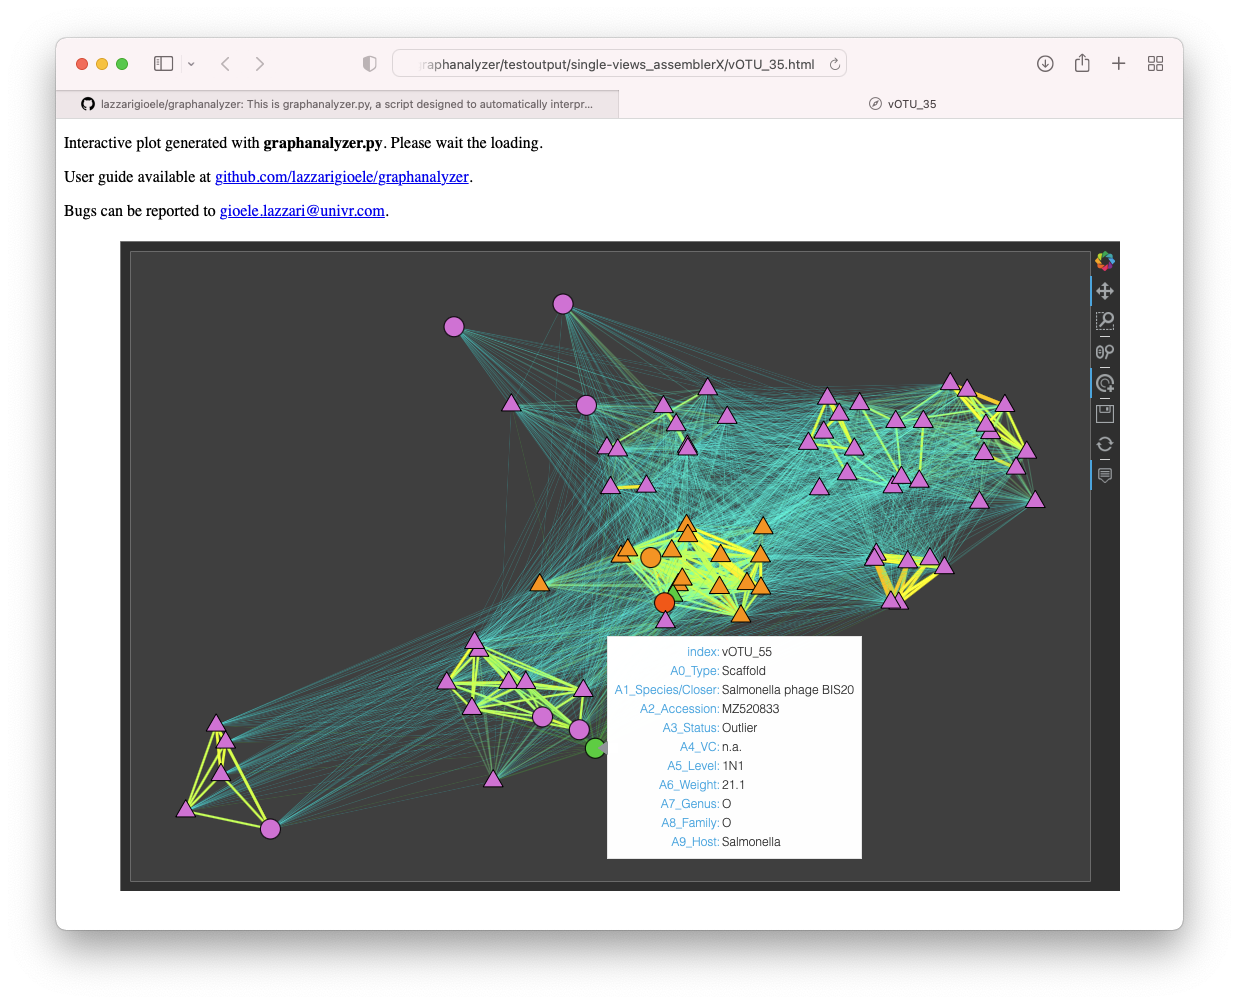 graphanalyzer/testoutput/single-views_assemblerX/vOTU_35.html
lazzarigioele/graphanalyzer: This is graphanalyzer.py, a script designed to automatically interpr...
vOTU_35
Interactive plot generated with graphanalyzer.py. Please wait the loading.
User guide available at github.com/lazzarigioele/graphanalyzer.
Bugs can be reported to gioele.lazzari@univr.com.
index: vOTU_55
A0_Type: Scaffold
A1_Species/Closer: Salmonella phage BIS20
A2_Accession: MZ520833
A3_Status: Outlier
A4_VC: n.a.
A5_Level: 1N1
A6_Weight: 21.1
A7_Genus: O
A8_Family: O
A9_Host: Salmonella